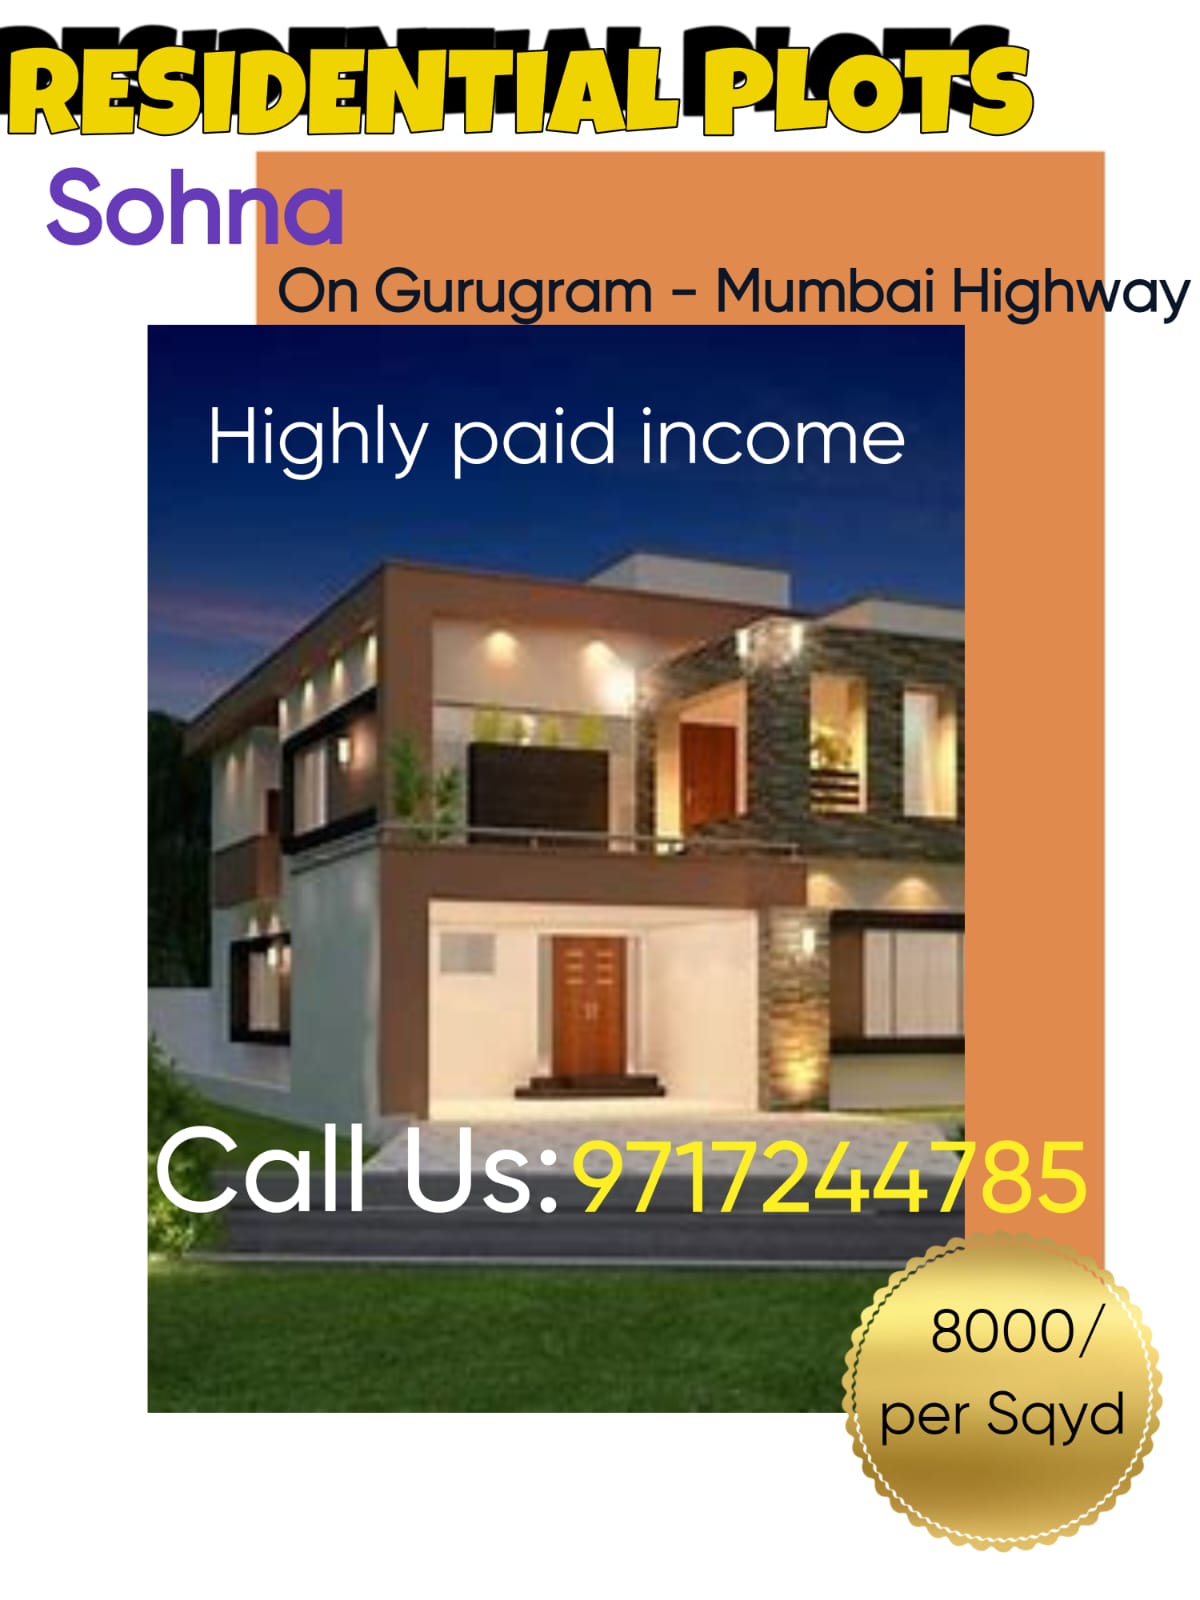 RESIDENTIAL PLOTS
Sohna
On Gurugram - Mumbai Highway
Highly paid income
Call Us: 9717244785
8000/
per Sqyd